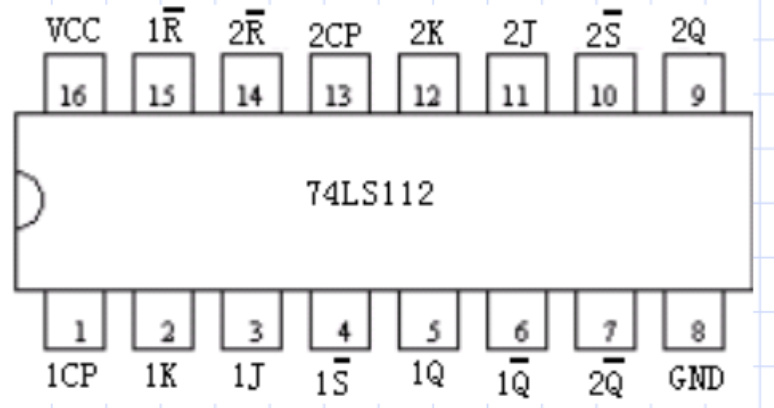 VCC 1R̅ 2R̅ 2CP 2K 2J 2S̅ 2Q
16 15 14 13 12 11 10 9
74LS112
1 2 3 4 5 6 7 8
1CP 1K 1J 1S̅ 1Q 1Q̅ 2Q̅ GND